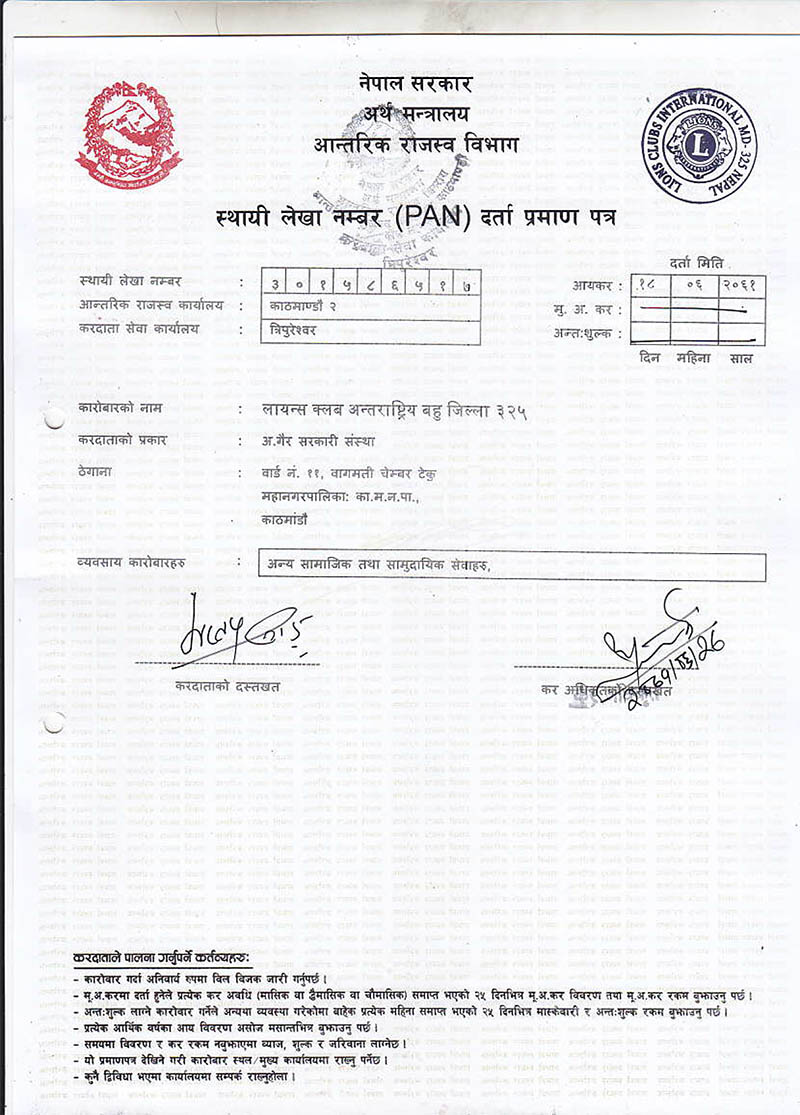 नेपाल सरकार
अर्थ मन्त्रालय
आन्तरिक राजस्व विभाग
LIONS CLUBS INTERNATIONAL MD-325 NEPAL
LIONS
L
स्थायी लेखा नम्बर (PAN) दर्ता प्रमाण पत्र
त्रिपुरेश्वर
दर्ता मिति
स्थायी लेखा नम्बर : ३ ० १ ५ ८ ६ ५ १ ७
आयकर : १८ ०६ २०६१
आन्तरिक राजस्व कार्यालय : काठमाण्डौ २
मु. अ. कर :
करदाता सेवा कार्यालय : त्रिपुरेश्वर
अन्त:शुल्क :
दिन महिना साल
कारोबारको नाम : लायन्स क्लब अन्तराष्ट्रिय बहु जिल्ला ३२५
करदाताको प्रकार : अ.गैर सरकारी संस्था
ठेगाना : वार्ड नं. ११, वागमती चेम्बर टेकु
महानगरपालिका: का.म.न.पा.,
काठमांडौ
व्यवसाय कारोबारहरु : अन्य सामाजिक तथा सामुदायिक सेवाहरु,
करदाताको दस्तखत
कर अधिकृतको दस्तखत
करदाताले पालना गर्नुपर्ने कर्तव्यहरु:
- कारोबार गर्दा अनिवार्य रुपमा विल विजक जारी गर्नुपर्छ ।
- मू.अ.करमा दर्ता हुनेले प्रत्येक कर अवधि (मासिक वा द्वैमासिक वा चौमासिक) समाप्त भएको २५ दिनभित्र मू.अ.कर विवरण तथा मू.अ.कर रकम बुझाउनु पर्छ ।
- अन्त:शुल्क लाग्ने कारोबार गर्नेले अन्यथा व्यवस्था गरेकोमा बाहेक प्रत्येक महिना समाप्त भएको २५ दिनभित्र मास्केवारी र अन्त:शुल्क रकम बुझाउनु पर्छ ।
- प्रत्येक आर्थिक वर्षका आय विवरण असोज मसान्तभित्र बुझाउनु पर्छ ।
- समयमा विवरण र कर रकम नबुझाएमा ब्याज, शुल्क र जरिवाना लाग्नेछ ।
- यो प्रमाणपत्र देखिने गरी कारोबार स्थल/मुख्य कार्यालयमा राख्नु पर्नेछ ।
- कुनै द्विविधा भएमा कार्यालयमा सम्पर्क राख्नुहोला ।